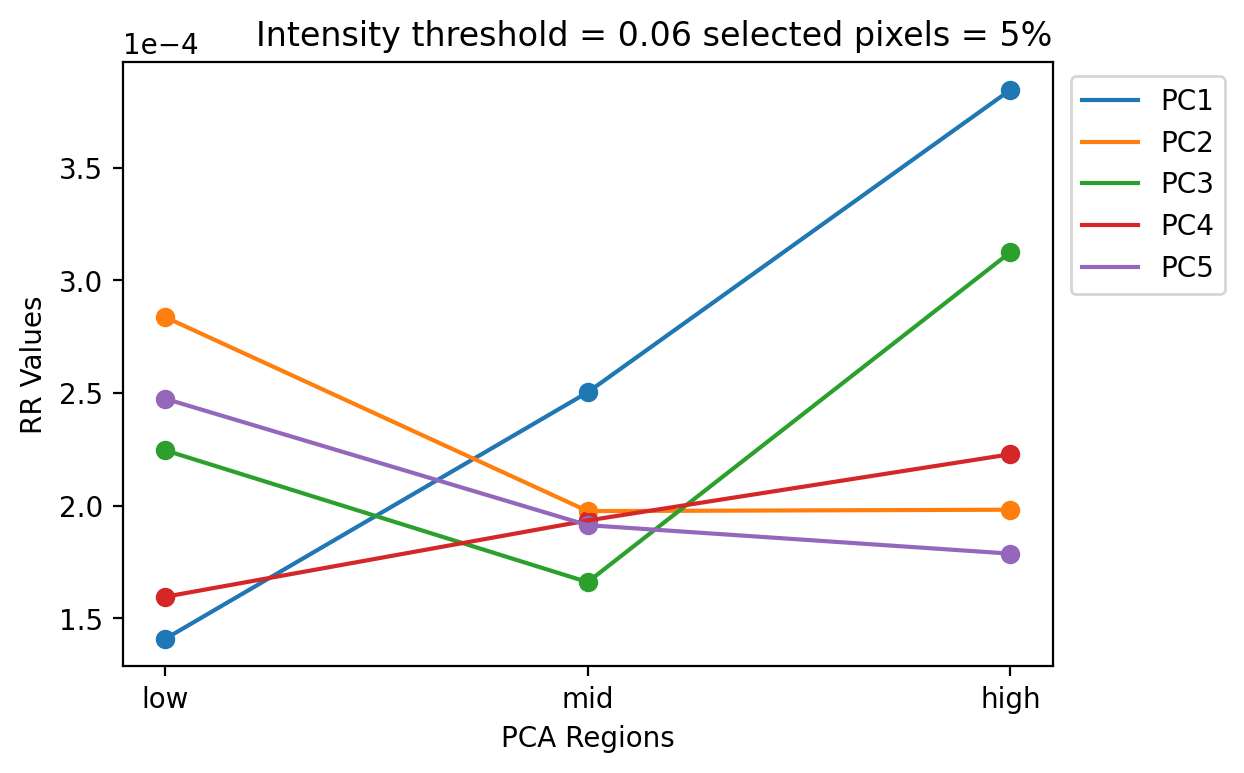 Intensity threshold = 0.06 selected pixels = 5%
1e−4
3.5
3.0
2.5
2.0
1.5
RR Values
low mid high
PCA Regions
PC1
PC2
PC3
PC4
PC5